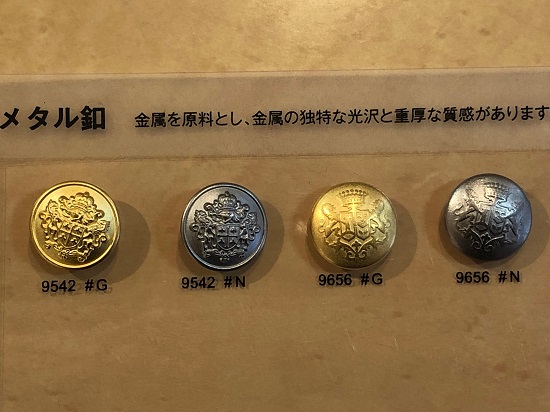 メタル釦
金属を原料とし、金属の独特な光沢と重厚な質感があります
9542 #G
9542 #N
9656 #G
9656 #N